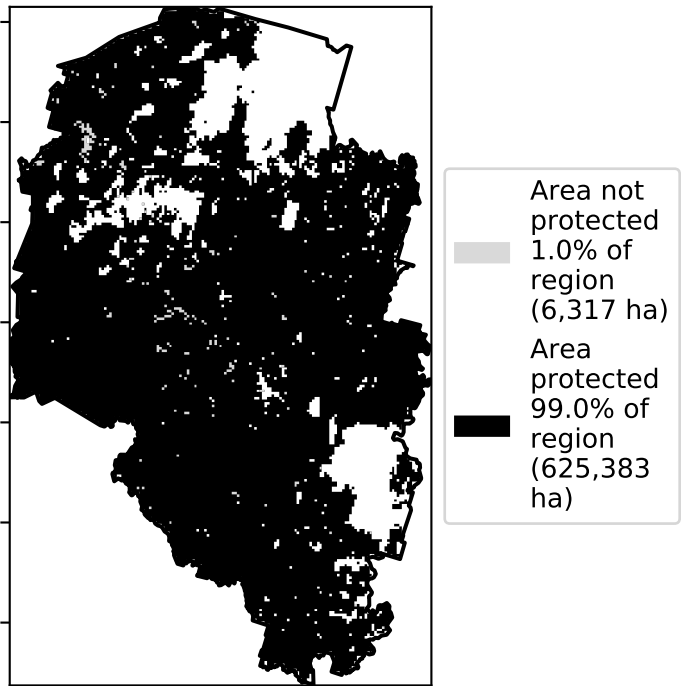 Area not
protected
1.0% of
region
(6,317 ha)
Area
protected
99.0% of
region
(625,383
ha)